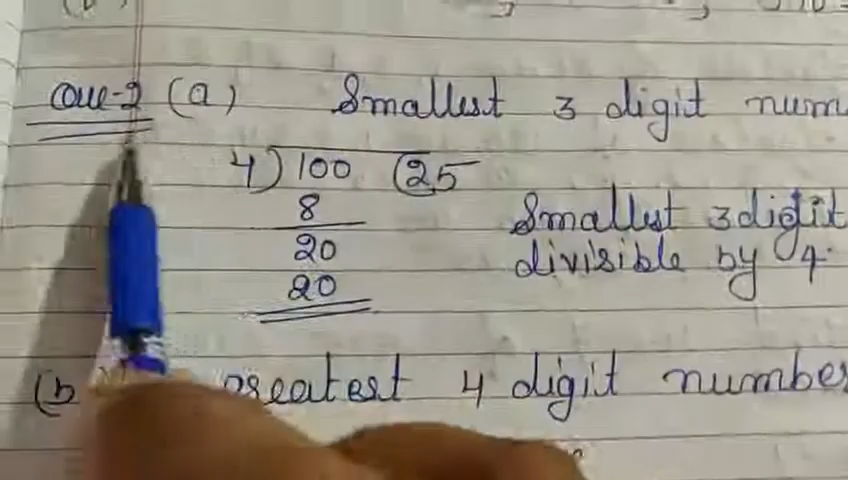 Que-2 (a) Smallest 3 digit num
4) 100 (25
8
20
20
Smallest 3 digit
divisible by 4.
(b greatest 4 digit number